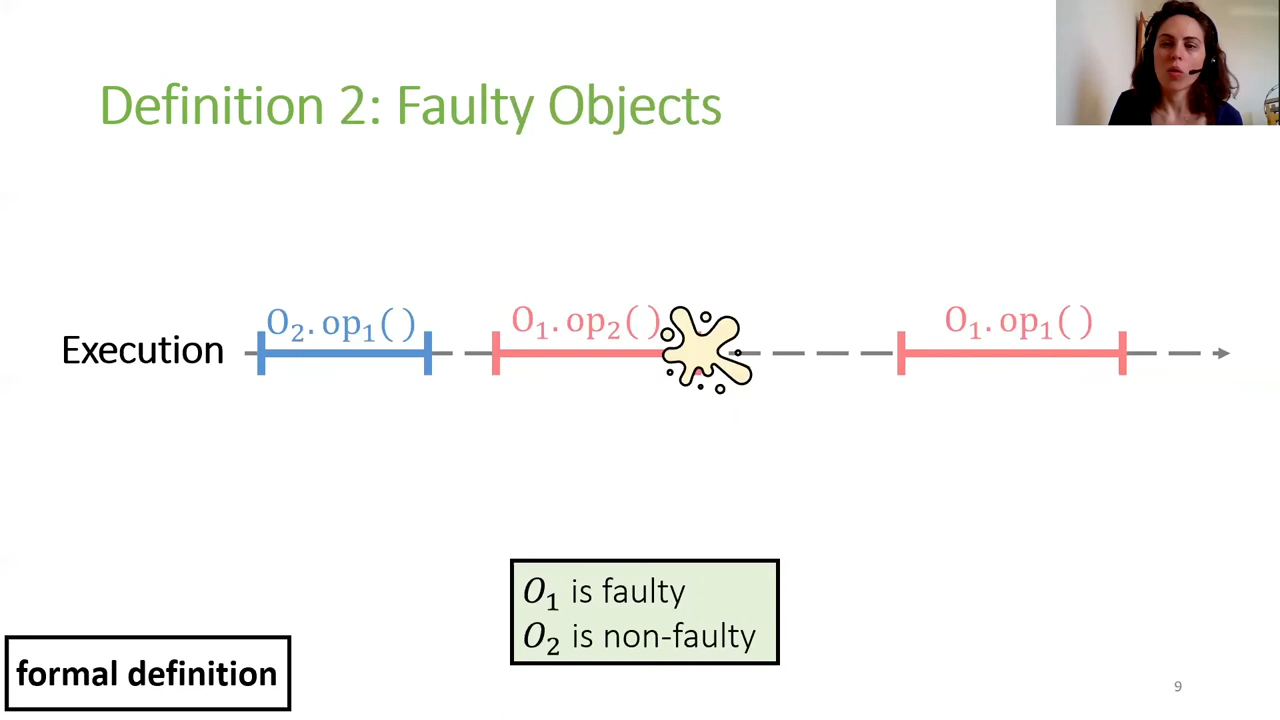 Definition 2: Faulty Objects
Execution
O₂.op₁( )
O₁.op₂( )
O₁.op₁( )
O₁ is faulty
O₂ is non-faulty
formal definition
9